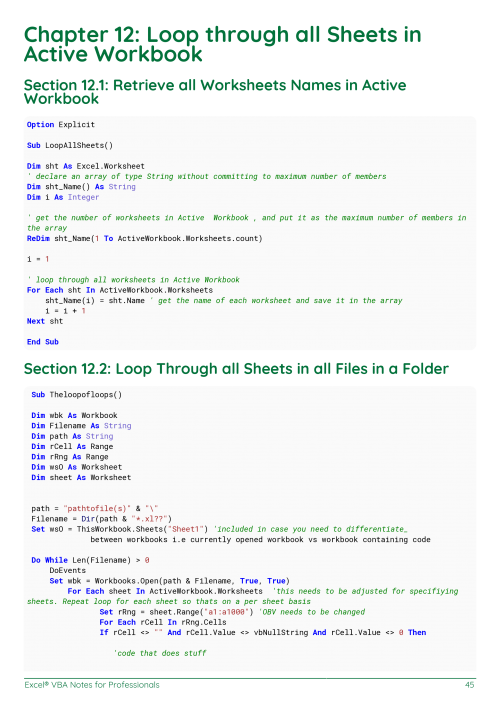 Chapter 12: Loop through all Sheets in
Active Workbook
Section 12.1: Retrieve all Worksheets Names in Active
Workbook
Option Explicit
Sub LoopAllSheets()
Dim sht As Excel.Worksheet
' declare an array of type String without committing to maximum number of members
Dim sht_Name() As String
Dim i As Integer
' get the number of worksheets in Active  Workbook , and put it as the maximum number of members in
the array
ReDim sht_Name(1 To ActiveWorkbook.Worksheets.count)
i = 1
' loop through all worksheets in Active Workbook
For Each sht In ActiveWorkbook.Worksheets
    sht_Name(i) = sht.Name ' get the name of each worksheet and save it in the array
    i = i + 1
Next sht
End Sub
Section 12.2: Loop Through all Sheets in all Files in a Folder
Sub Theloopofloops()
Dim wbk As Workbook
Dim Filename As String
Dim path As String
Dim rCell As Range
Dim rRng As Range
Dim wsO As Worksheet
Dim sheet As Worksheet
path = "pathtofile(s)" & "\"
Filename = Dir(path & "*.xl??")
Set wsO = ThisWorkbook.Sheets("Sheet1") 'included in case you need to differentiate_
              between workbooks i.e currently opened workbook vs workbook containing code
Do While Len(Filename) > 0
    DoEvents
    Set wbk = Workbooks.Open(path & Filename, True, True)
        For Each sheet In ActiveWorkbook.Worksheets  'this needs to be adjusted for specifiying
sheets. Repeat loop for each sheet so thats on a per sheet basis
                Set rRng = sheet.Range("a1:a1000") 'OBV needs to be changed
                For Each rCell In rRng.Cells
                If rCell <> "" And rCell.Value <> vbNullString And rCell.Value <> 0 Then
                   'code that does stuff
Excel® VBA Notes for Professionals
45